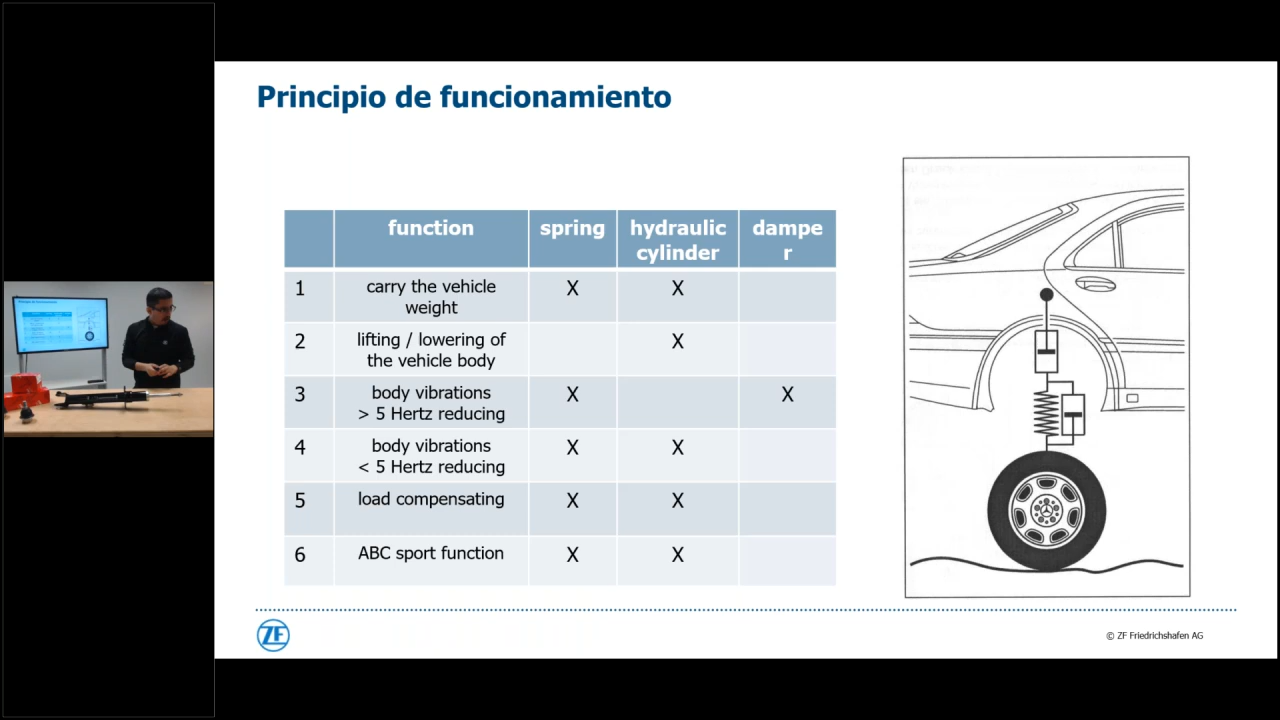 Principio de funcionamiento
function spring hydraulic cylinder dampe
r
1 carry the vehicle weight X X
2 lifting / lowering of the vehicle body X
3 body vibrations > 5 Hertz reducing X X
4 body vibrations < 5 Hertz reducing X X
5 load compensating X X
6 ABC sport function X X
ZF
© ZF Friedrichshafen AG